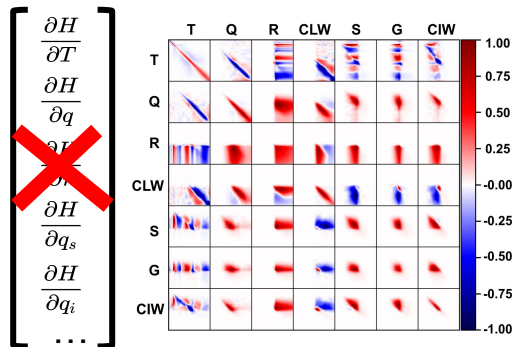 ∂H
∂T
∂H
∂q
∂H
∂H
∂q_s
∂H
∂q_i
...
T Q R CLW S G CIW
T
Q
R
CLW
S
G
CIW
1.00
0.75
0.50
0.25
-0.00
-0.25
-0.50
-0.75
-1.00